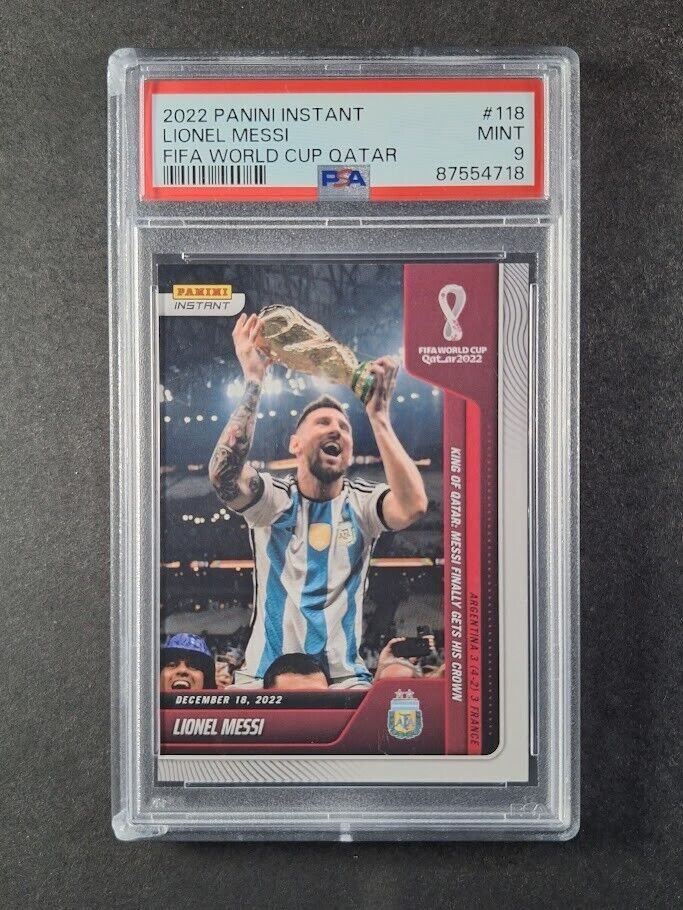 2022 PANINI INSTANT #118
LIONEL MESSI MINT
FIFA WORLD CUP QATAR 9
PSA 87554718
PANINI
INSTANT
FIFA WORLD CUP
Qatar2022
KING OF QATAR: MESSI FINALLY GETS HIS CROWN
ARGENTINA 3 (4-2) 3 FRANCE
DECEMBER 18, 2022
LIONEL MESSI
AFA
PSA